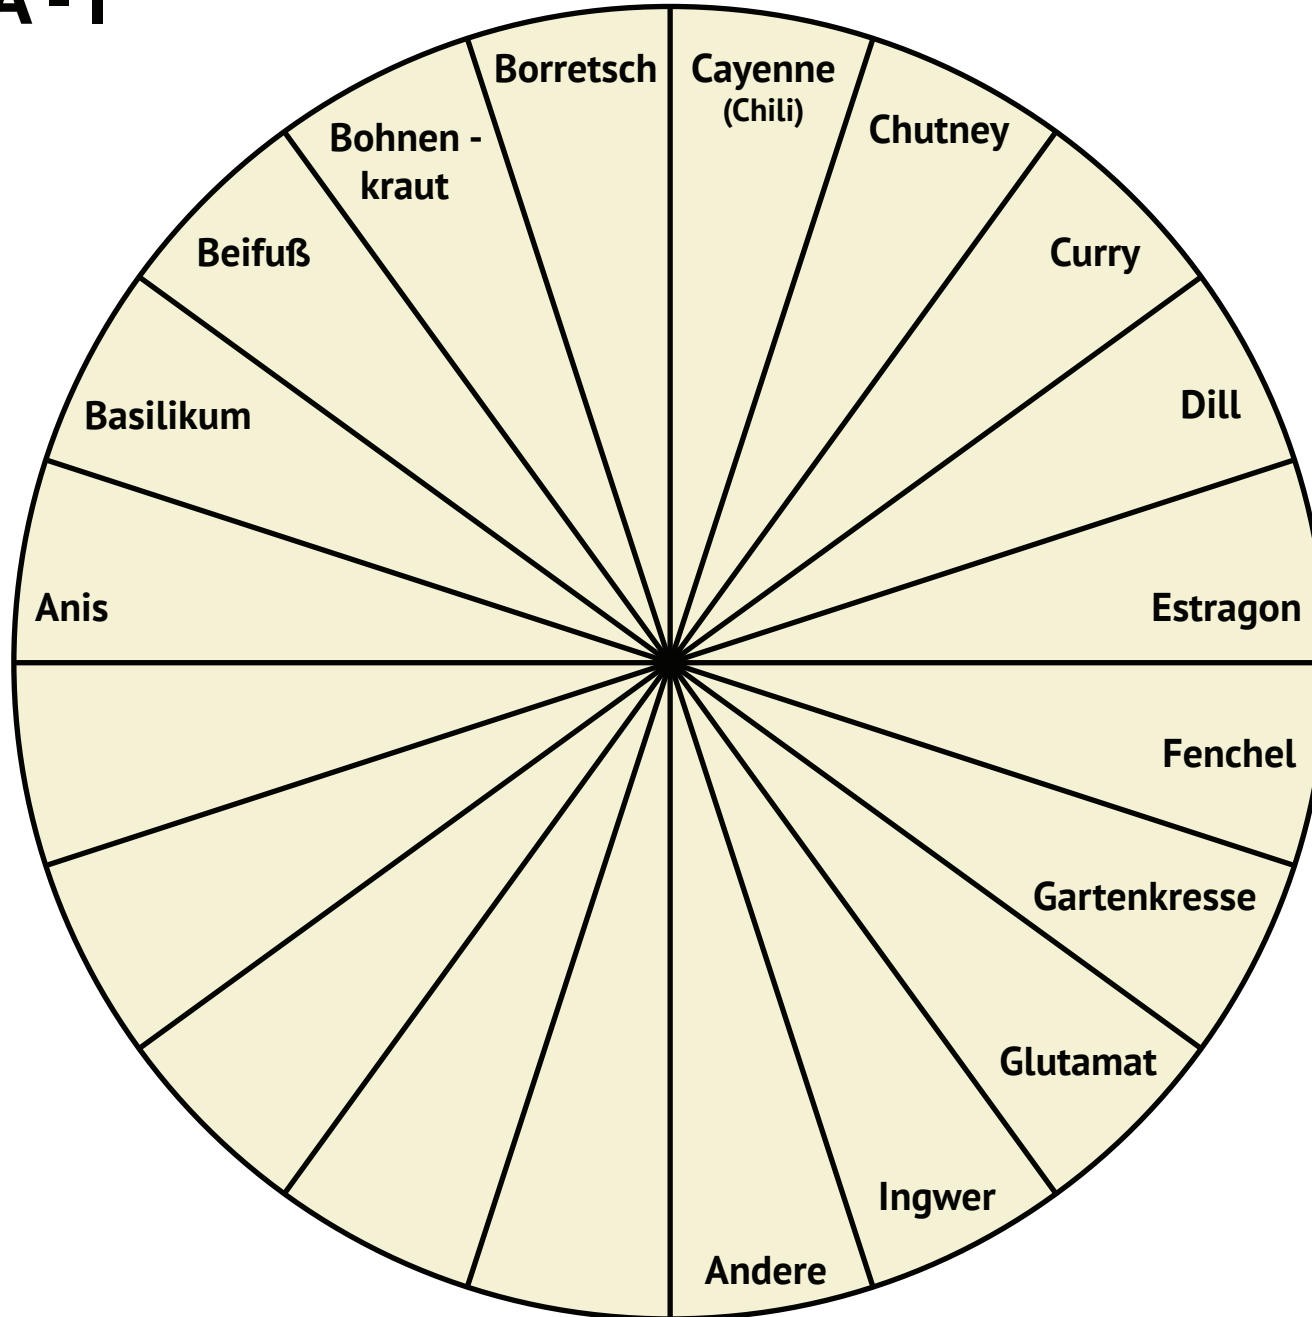 A - I
Borretsch
Cayenne
(Chili)
Chutney
Bohnen -
kraut
Beifuß
Curry
Basilikum
Dill
Anis
Estragon
Fenchel
Gartenkresse
Glutamat
Ingwer
Andere